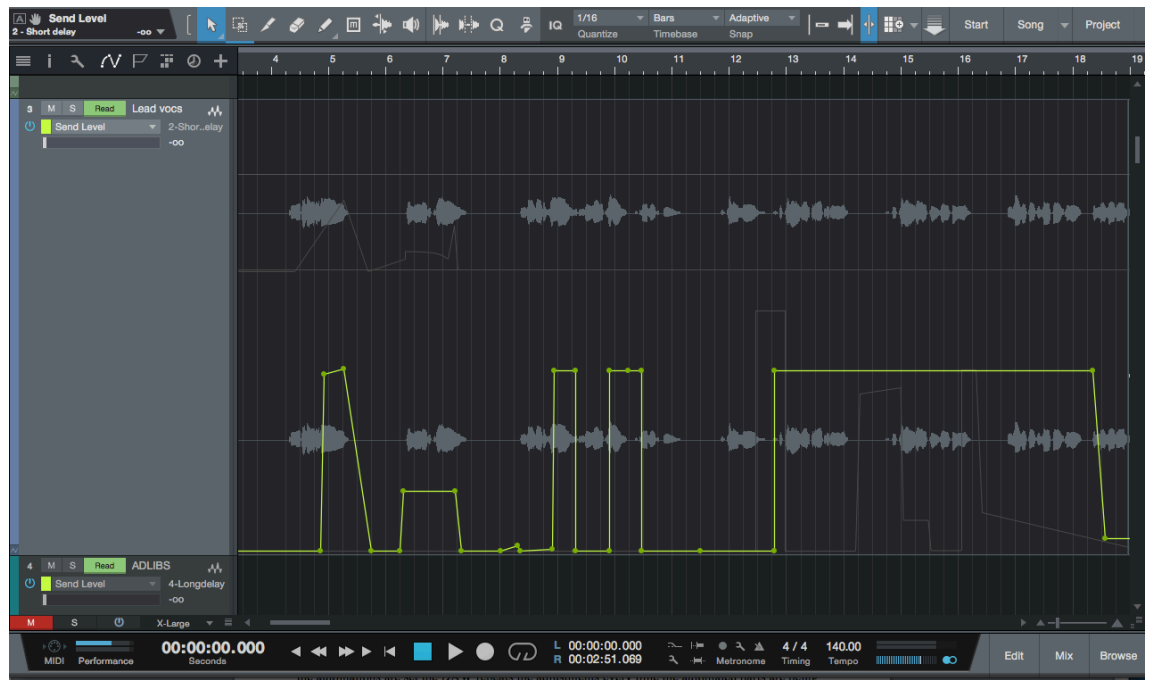 A Send Level
2 - Short delay -oo
IQ
1/16 Bars Adaptive
Quantize Timebase Snap
Start Song Project
4 5 6 7 8 9 10 11 12 13 14 15 16 17 18 19
3 M S Read Lead vocs
Send Level 2-Shor..elay
-oo
4 M S Read ADLIBS
Send Level 4-Longdelay
-oo
M S X-Large
MIDI Performance
00:00:00.000
Seconds
L 00:00:00.000
R 00:02:51.069
Metronome
4 / 4
Timing
140.00
Tempo
Edit Mix Browse